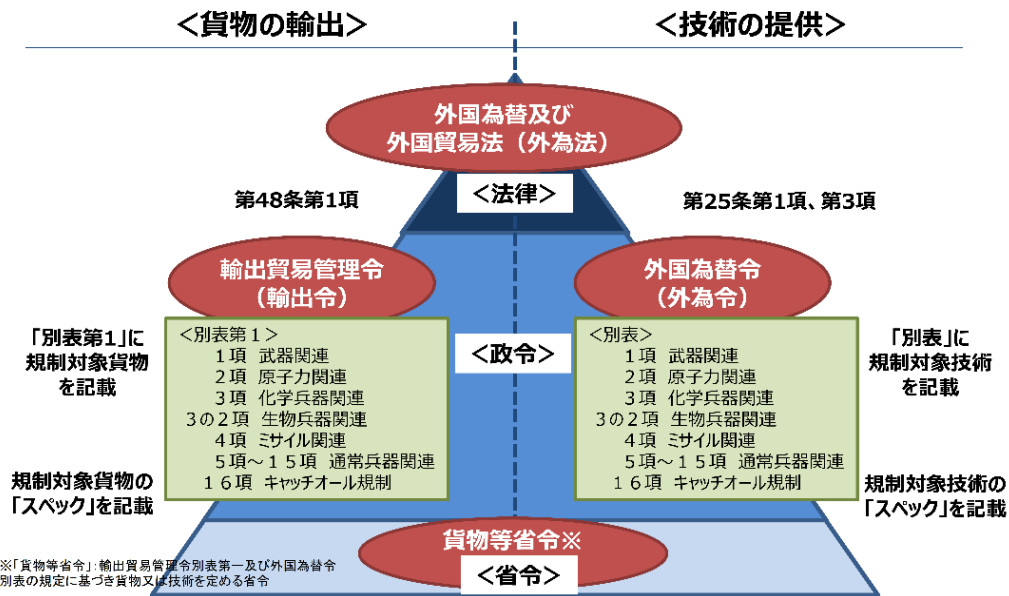 ＜貨物の輸出＞
＜技術の提供＞
外国為替及び
外国貿易法（外為法）
＜法律＞
第48条第1項
第25条第1項、第3項
輸出貿易管理令
（輸出令）
外国為替令
（外為令）
＜政令＞
「別表第1」に
規制対象貨物
を記載
規制対象貨物の
「スペック」を記載
＜別表第１＞
１項 武器関連
２項 原子力関連
３項 化学兵器関連
３の２項 生物兵器関連
４項 ミサイル関連
５項～１５項 通常兵器関連
１６項 キャッチオール規制
＜別表＞
１項 武器関連
２項 原子力関連
３項 化学兵器関連
３の２項 生物兵器関連
４項 ミサイル関連
５項～１５項 通常兵器関連
１６項 キャッチオール規制
「別表」に
規制対象技術
を記載
規制対象技術の
「スペック」を記載
貨物等省令※
＜省令＞
※「貨物等省令」：輸出貿易管理令別表第一及び外国為替令
別表の規定に基づき貨物又は技術を定める省令